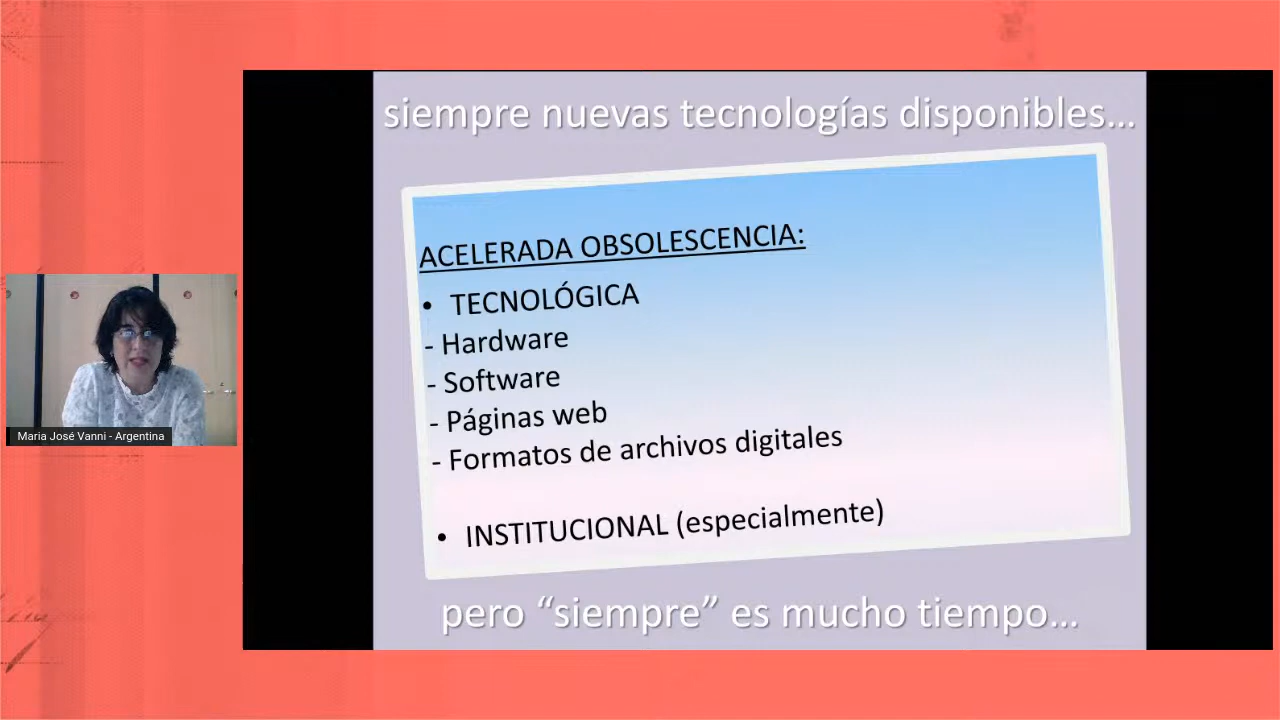 siempre nuevas tecnologías disponibles...
ACELERADA OBSOLESCENCIA:
• TECNOLÓGICA
- Hardware
- Software
- Páginas web
- Formatos de archivos digitales
• INSTITUCIONAL (especialmente)
pero “siempre” es mucho tiempo...
Maria José Vanni - Argentina